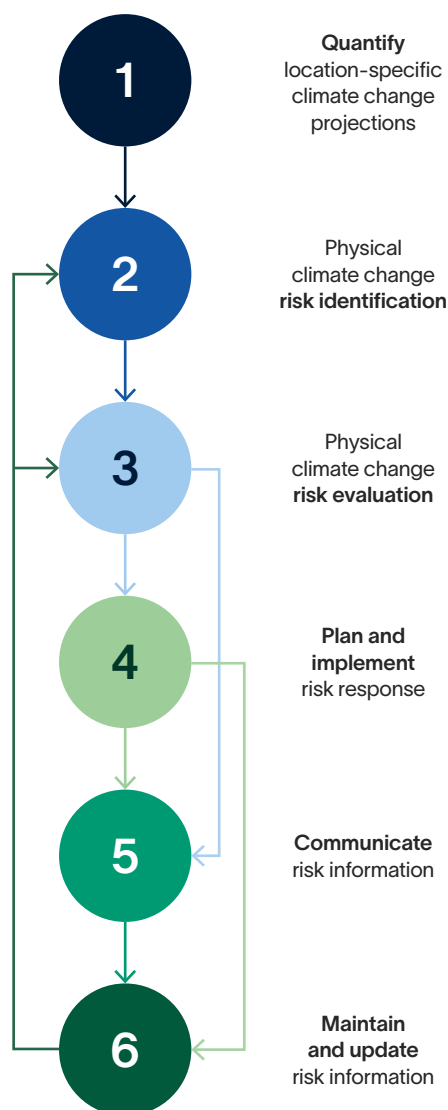 1
Quantify
location-specific
climate change
projections
2
Physical
climate change
risk identification
3
Physical
climate change
risk evaluation
4
Plan and
implement
risk response
5
Communicate
risk information
6
Maintain
and update
risk information